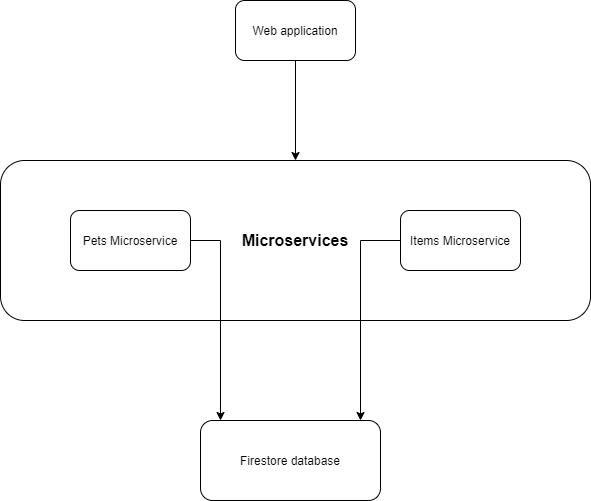 Web application
Pets Microservice
Microservices
Items Microservice
Firestore database